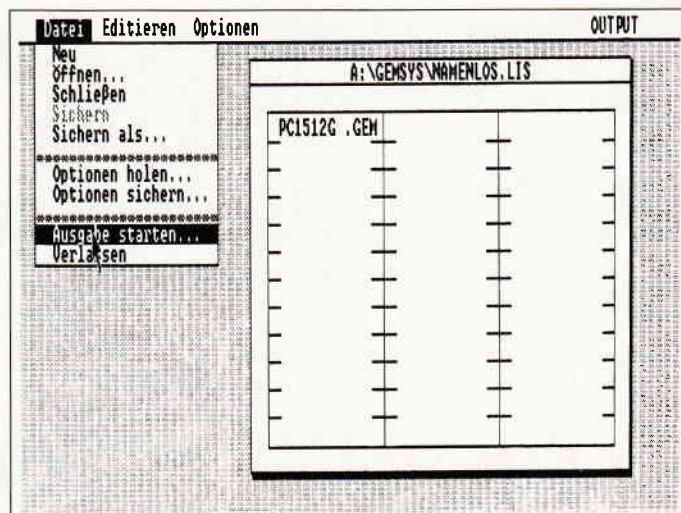 Datei Editieren Optionen OUTPUT
Neu
Öffnen...
Schließen
Sichern
Sichern als...
Optionen holen...
Optionen sichern...
Ausgabe starten...
Verlassen
A:\GEMSYS\NAMENLOS.LIS
PC1512G .GEM